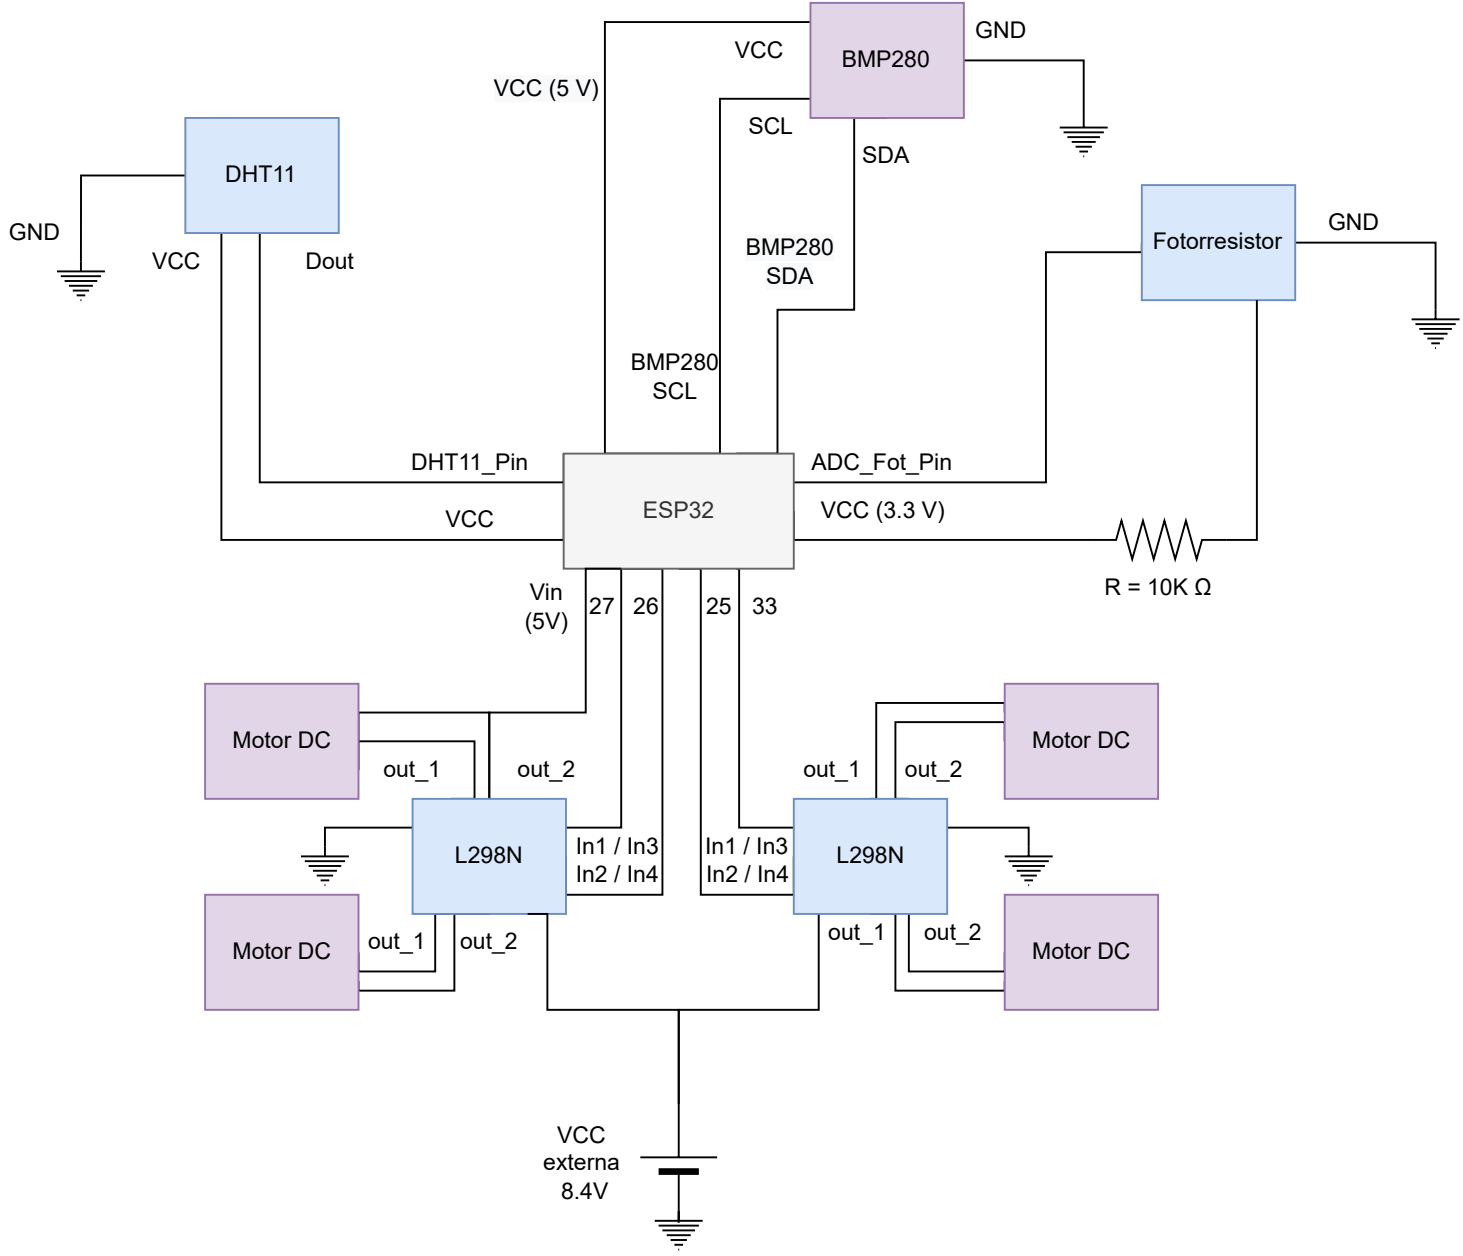 BMP280
GND
VCC
VCC (5 V)
SCL
SDA
DHT11
GND
VCC
Dout
Fotorresistor
GND
BMP280
SDA
BMP280
SCL
DHT11_Pin
ADC_Fot_Pin
ESP32
VCC
VCC (3.3 V)
R = 10K Ω
Vin
(5V)
27
26
25
33
Motor DC
out_1
out_2
out_1
out_2
Motor DC
L298N
In1 / In3
In2 / In4
In1 / In3
In2 / In4
L298N
Motor DC
out_1
out_2
out_1
out_2
Motor DC
VCC
externa
8.4V